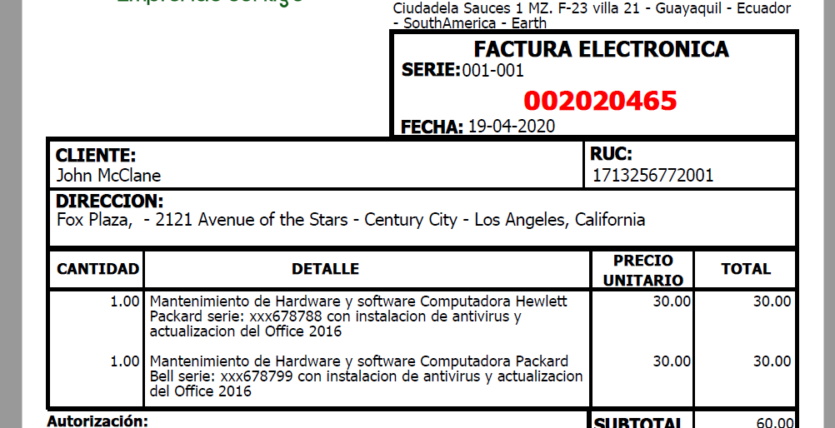 Ciudadela Sauces 1 MZ. F-23 villa 21 - Guayaquil - Ecuador
- SouthAmerica - Earth
FACTURA ELECTRONICA
SERIE:001-001
002020465
FECHA: 19-04-2020
CLIENTE:
John McClane
RUC:
1713256772001
DIRECCION:
Fox Plaza,  - 2121 Avenue of the Stars - Century City - Los Angeles, California
CANTIDAD DETALLE PRECIO UNITARIO TOTAL
1.00 Mantenimiento de Hardware y software Computadora Hewlett 30.00 30.00
Packard serie: xxx678788 con instalacion de antivirus y
actualizacion del Office 2016
1.00 Mantenimiento de Hardware y software Computadora Packard 30.00 30.00
Bell serie: xxx678799 con instalacion de antivirus y actualizacion
del Office 2016
Autorización:
SUBTOTAL 60.00